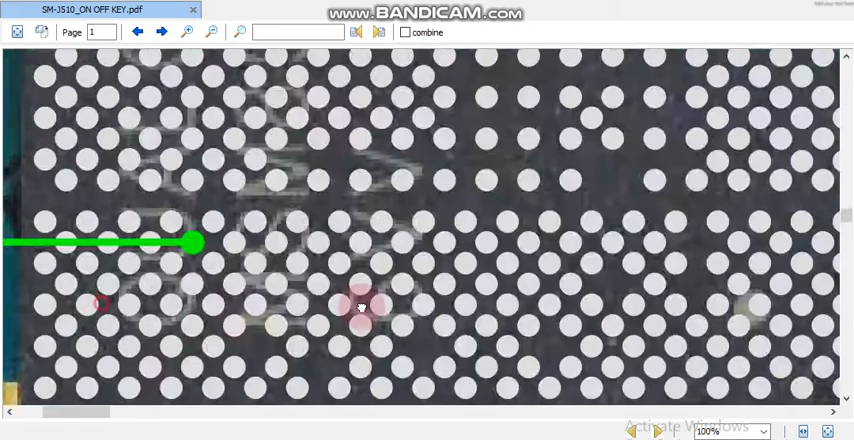 SM-J510_ON OFF KEY.pdf
www.BANDICAM.com
Page 1
combine
Activate Windows
100%